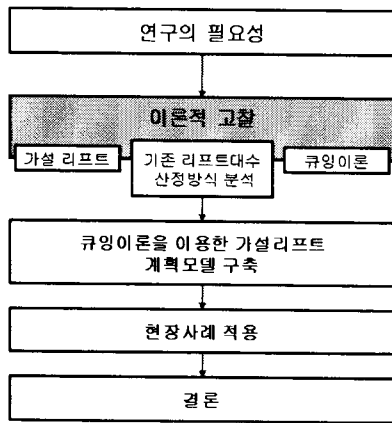 연구의 필요성
이론적 고찰
가설 리프트
기존 리프트대수
산정방식 분석
큐잉이론
큐잉이론을 이용한 가설리프트
계획모델 구축
현장사례 적용
결론